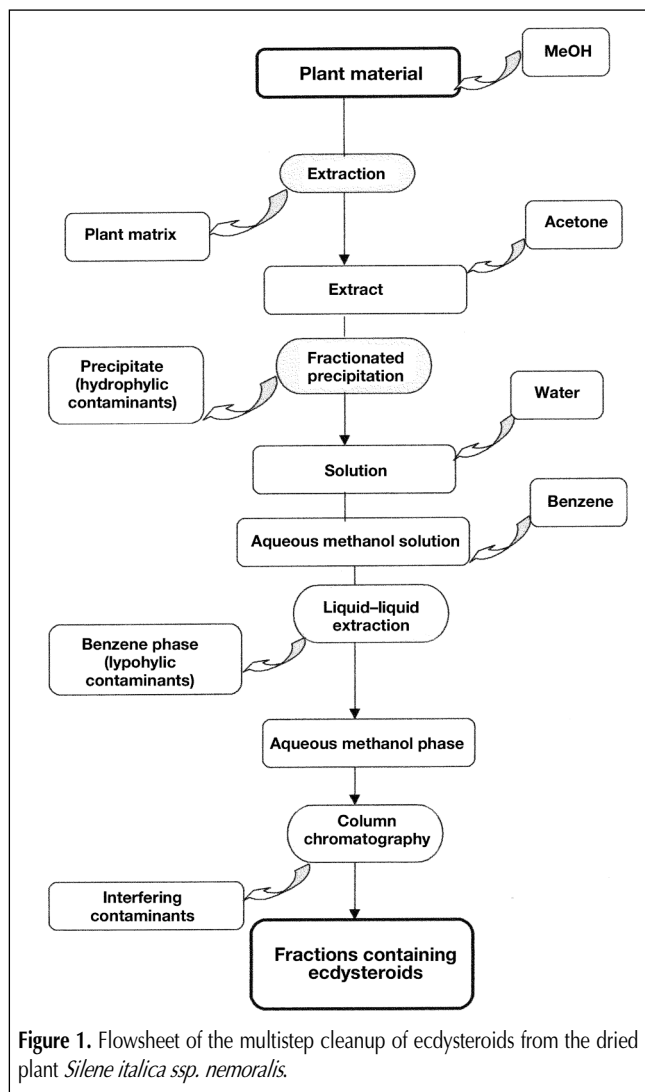 Plant material
MeOH
Extraction
Plant matrix
Acetone
Extract
Precipitate
(hydrophylic
contaminants)
Fractionated
precipitation
Water
Solution
Benzene
Aqueous methanol solution
Liquid–liquid
extraction
Benzene phase
(lypohylic
contaminants)
Aqueous methanol phase
Column
chromatography
Interfering
contaminants
Fractions containing
ecdysteroids
Figure 1. Flowsheet of the multistep cleanup of ecdysteroids from the dried
plant Silene italica ssp. nemoralis.